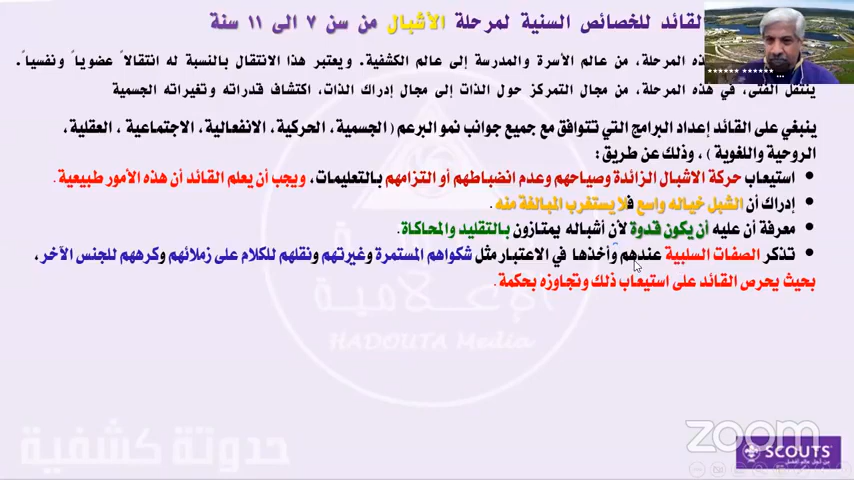 القائد للخصائص السنية لمرحلة الأشبال من سن ٧ الى ١١ سنة
ذه المرحلة، من عالم الأسرة والمدرسة إلى عالم الكشفية. ويعتبر هذا الانتقال بالنسبة له انتقالاً عضوياً ونفسياً.
ينتقل الفتى، في هذه المرحلة، من مجال التمركز حول الذات إلى مجال إدراك الذات، اكتشاف قدراته وتغيراته الجسمية
ينبغي على القائد إعداد البرامج التي تتوافق مع جميع جوانب نمو البرعم ( الجسمية، الحركية، الانفعالية، الاجتماعية ، العقلية،
الروحية واللغوية ) ، وذلك عن طريق :
• استيعاب حركة الاشبال الزائدة وصياحهم وعدم انضباطهم أو التزامهم بالتعليمات، ويجب أن يعلم القائد أن هذه الأمور طبيعية.
• إدراك أن الشبل خياله واسع فلا يستغرب المبالغة منه.
• معرفة أن عليه أن يكون قدوة لأن أشباله يمتازون بالتقليد والمحاكاة.
• تذكر الصفات السلبية عندهم وأخذها في الاعتبار مثل شكواهم المستمرة وغيرتهم ونقلهم للكلام على زملائهم وكرههم للجنس الآخر،
بحيث يحرص القائد على استيعاب ذلك وتجاوزه بحكمة.
الإعلامية
HADOUTA Media
حدوتة كشفية
zoom
SCOUTS